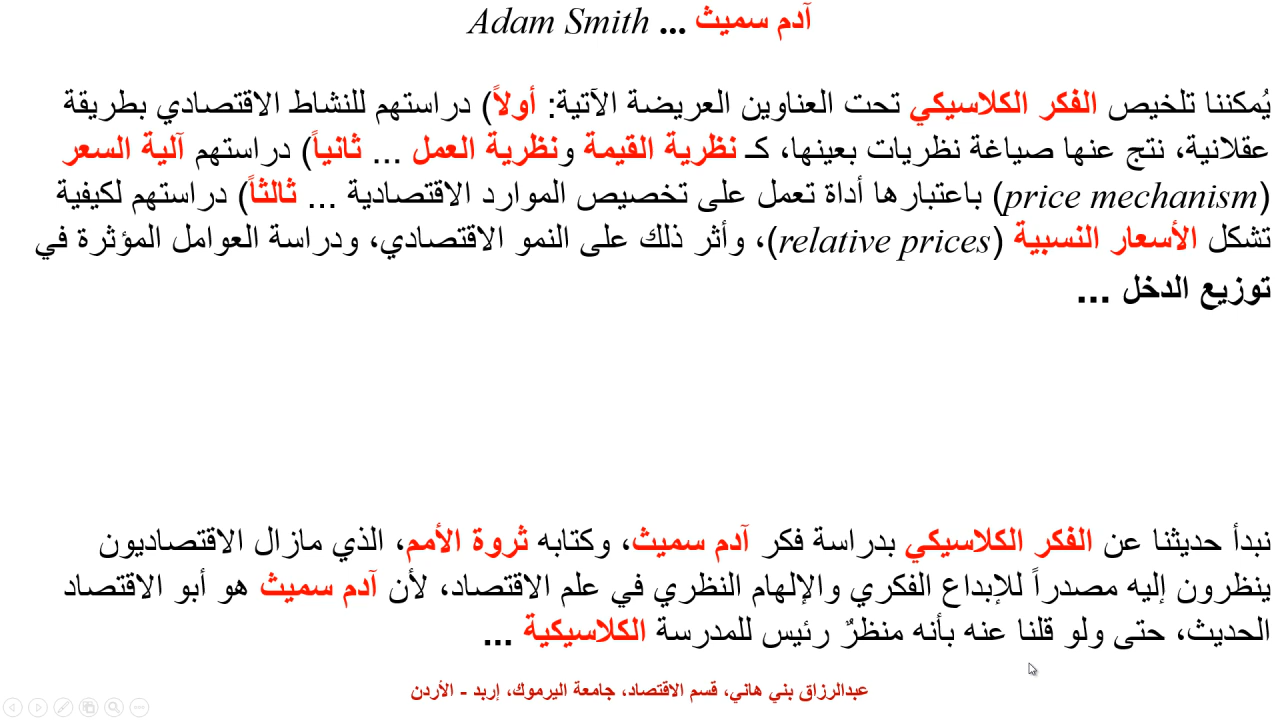 آدم سميث ... Adam Smith
يُمكننا تلخيص الفكر الكلاسيكي تحت العناوين العريضة الآتية: أولاً) دراستهم للنشاط الاقتصادي بطريقة
عقلانية، نتج عنها صياغة نظريات بعينها، كـ نظرية القيمة ونظرية العمل ... ثانياً) دراستهم آلية السعر
(price mechanism) باعتبارها أداة تعمل على تخصيص الموارد الاقتصادية ... ثالثاً) دراستهم لكيفية
تشكل الأسعار النسبية (relative prices)، وأثر ذلك على النمو الاقتصادي، ودراسة العوامل المؤثرة في
توزيع الدخل ...
نبدأ حديثنا عن الفكر الكلاسيكي بدراسة فكر آدم سميث، وكتابه ثروة الأمم، الذي مازال الاقتصاديون
ينظرون إليه مصدراً للإبداع الفكري والإلهام النظري في علم الاقتصاد، لأن آدم سميث هو أبو الاقتصاد
الحديث، حتى ولو قلنا عنه بأنه منظرٌ رئيس للمدرسة الكلاسيكية ...
عبدالرزاق بني هاني، قسم الاقتصاد، جامعة اليرموك، إربد - الأردن